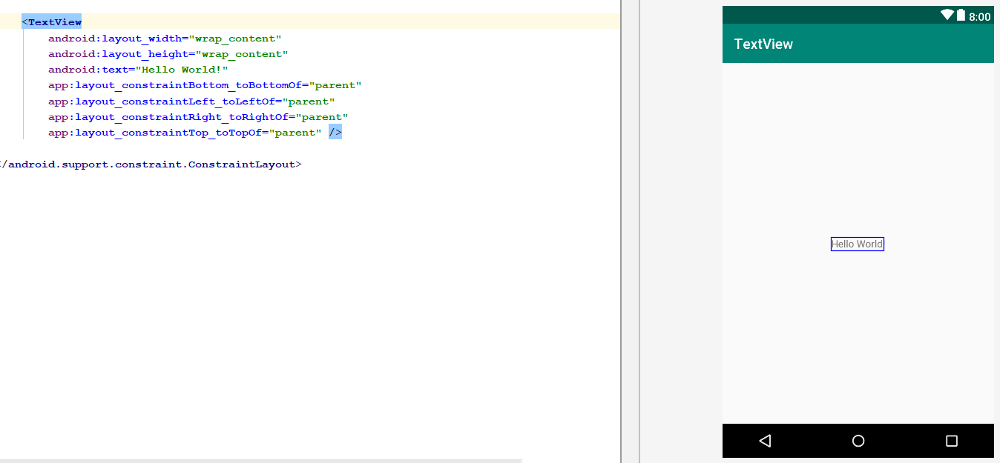 <TextView
android:layout_width="wrap_content"
android:layout_height="wrap_content"
android:text="Hello World!"
app:layout_constraintBottom_toBottomOf="parent"
app:layout_constraintLeft_toLeftOf="parent"
app:layout_constraintRight_toRightOf="parent"
app:layout_constraintTop_toTopOf="parent" />
</android.support.constraint.ConstraintLayout>
8:00
TextView
Hello World